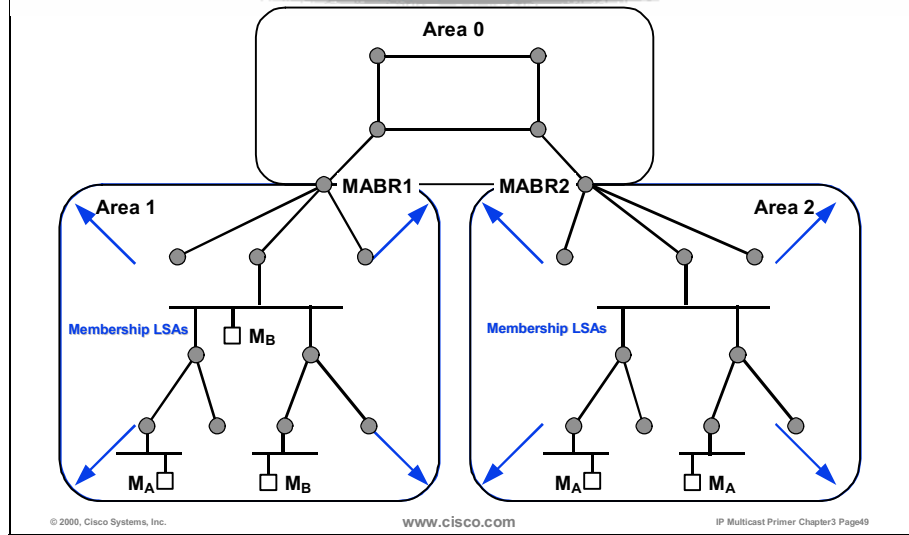 Area 0
MABR1 MABR2
Area 1 Area 2
Membership LSAs Membership LSAs
MB
MA MB MA MA
© 2000, Cisco Systems, Inc. www.cisco.com IP Multicast Primer Chapter3 Page49